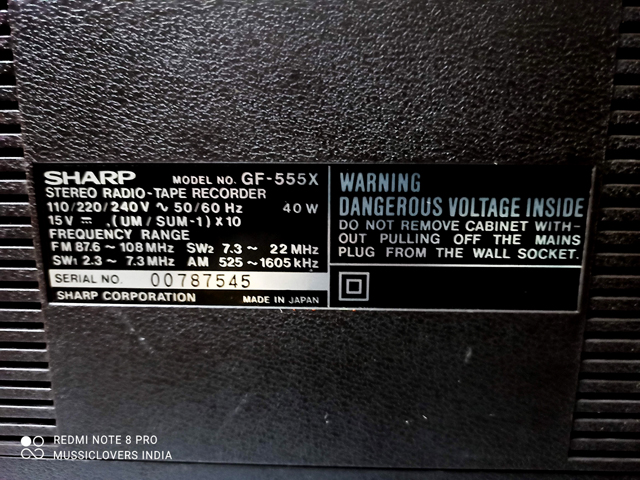 SHARP MODEL NO. GF-555X
STEREO RADIO-TAPE RECORDER
110/220/240V ~ 50/60 Hz 40 W
15V ⎓ (UM / SUM-1) X 10
FREQUENCY RANGE
FM 87.6 ~ 108 MHz SW2 7.3 ~ 22 MHz
SW1 2.3 ~ 7.3 MHz AM 525 ~ 1605 kHz
SERIAL NO. 00787545
SHARP CORPORATION MADE IN JAPAN
WARNING
DANGEROUS VOLTAGE INSIDE
DO NOT REMOVE CABINET WITH-
OUT PULLING OFF THE MAINS
PLUG FROM THE WALL SOCKET.
REDMI NOTE 8 PRO
MUSSICLOVERS INDIA